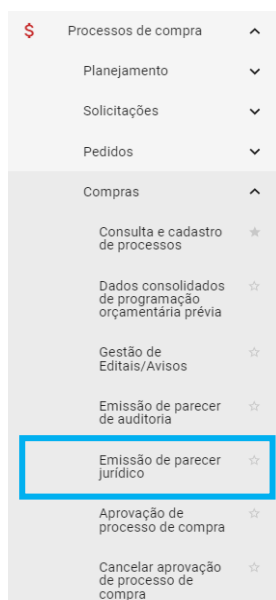 $ Processos de compra
Planejamento
Solicitações
Pedidos
Compras
Consulta e cadastro
de processos
Dados consolidados
de programação
orçamentária prévia
Gestão de
Editais/Avisos
Emissão de parecer
de auditoria
Emissão de parecer
jurídico
Aprovação de
processo de compra
Cancelar aprovação
de processo de
compra